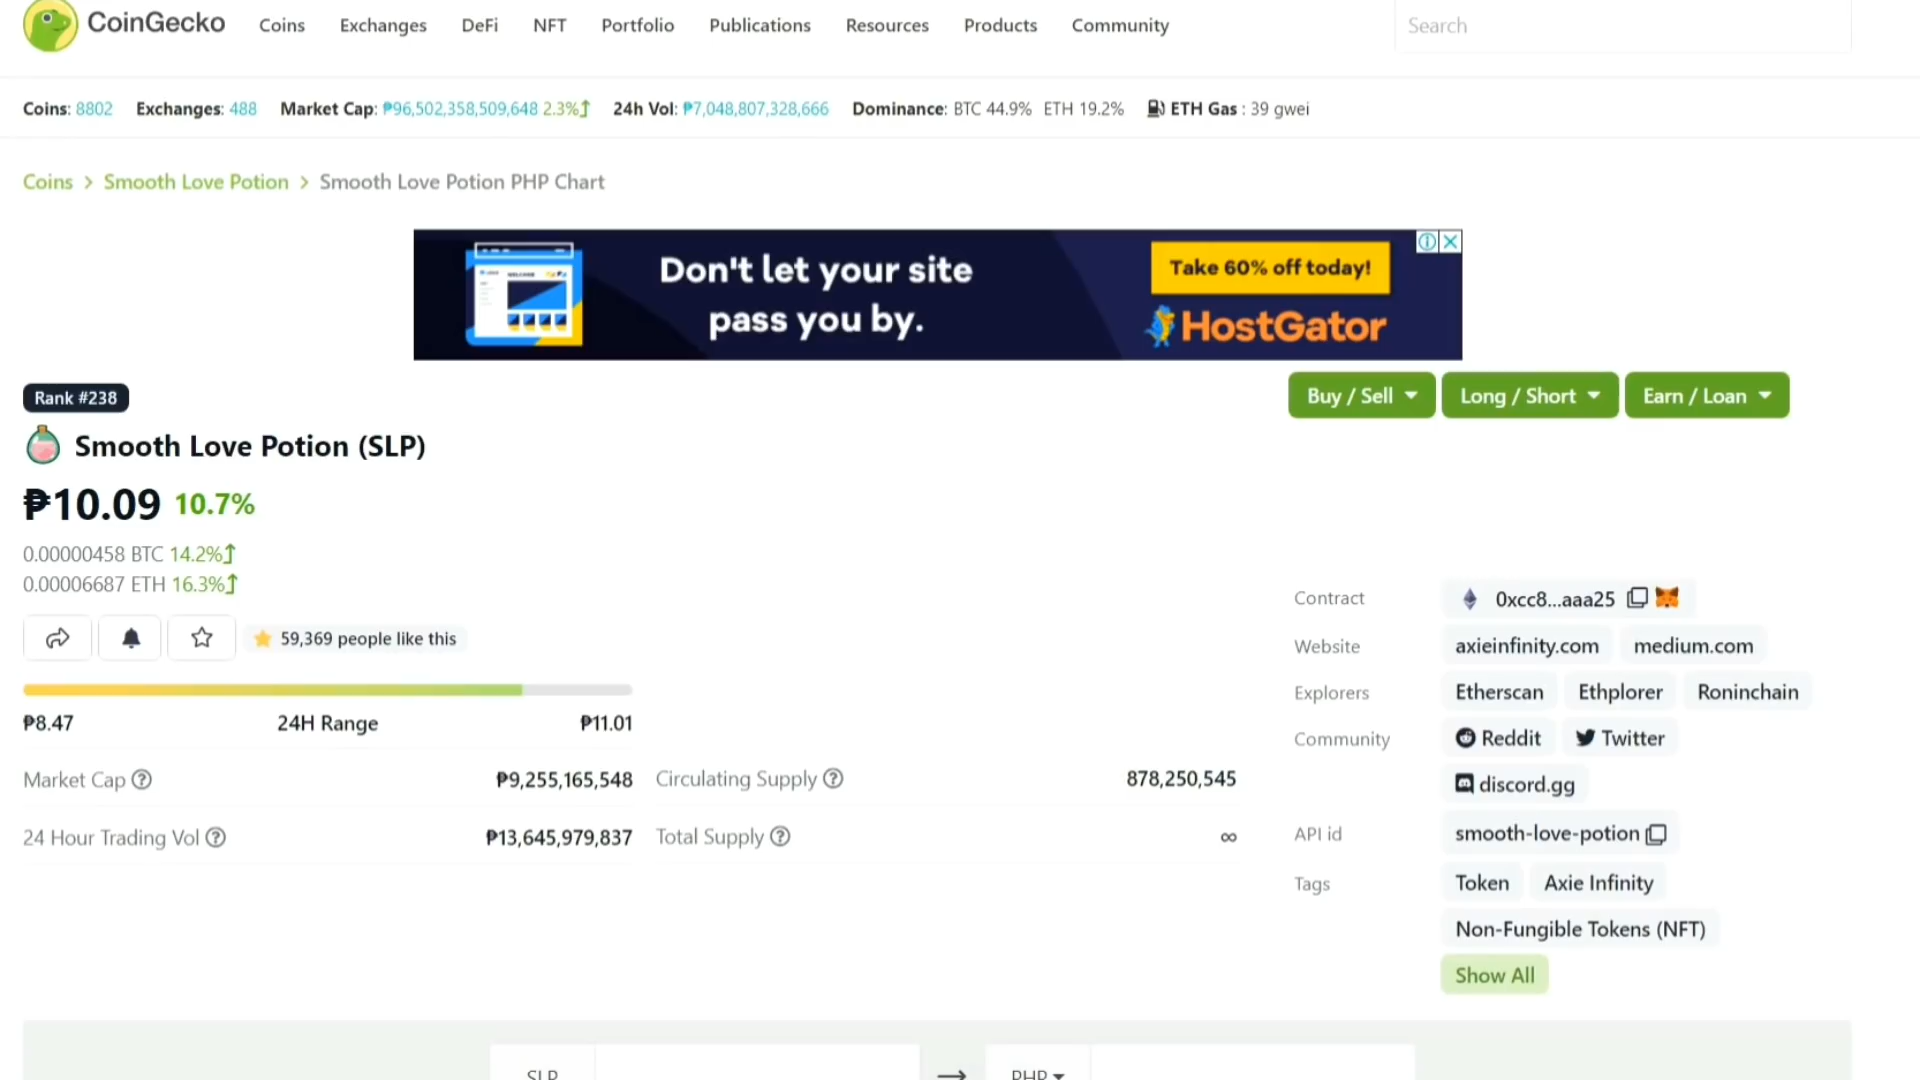 CoinGecko Coins Exchanges DeFi NFT Portfolio Publications Resources Products Community Search
Coins: 8802 Exchanges: 488 Market Cap: ₱96,502,358,509,648 2.3% 24h Vol: ₱7,048,807,328,666 Dominance: BTC 44.9% ETH 19.2% ETH Gas : 39 gwei
Coins > Smooth Love Potion > Smooth Love Potion PHP Chart
Don't let your site
pass you by.
Take 60% off today!
HostGator
Rank #238
Buy / Sell Long / Short Earn / Loan
Smooth Love Potion (SLP)
₱10.09 10.7%
0.00000458 BTC 14.2%
0.00006687 ETH 16.3%
59,369 people like this
₱8.47 24H Range ₱11.01
Market Cap ₱9,255,165,548 Circulating Supply 878,250,545
24 Hour Trading Vol ₱13,645,979,837 Total Supply ∞
Contract 0xcc8...aaa25
Website axieinfinity.com medium.com
Explorers Etherscan Ethplorer Roninchain
Community Reddit Twitter
discord.gg
API id smooth-love-potion
Tags Token Axie Infinity
Non-Fungible Tokens (NFT)
Show All
SLP → PHP